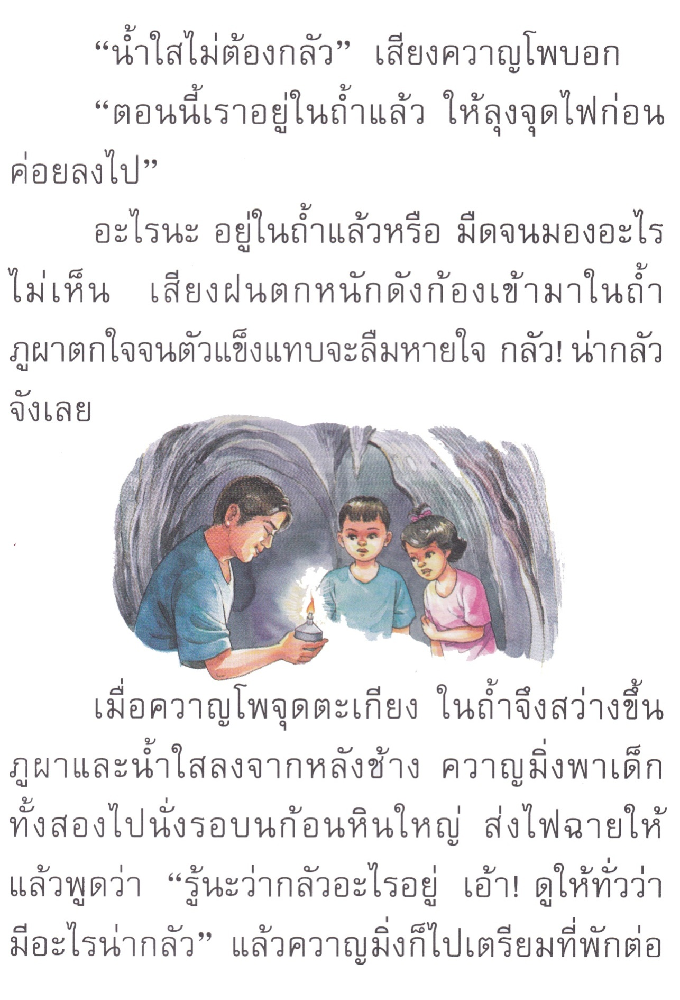 “น้ำใสไม่ต้องกลัว” เสียงควาญโพบอก
“ตอนนี้เราอยู่ในถ้ำแล้ว ให้ลุงจุดไฟก่อน
ค่อยลงไป”
อะไรนะ อยู่ในถ้ำแล้วหรือ มืดจนมองอะไร
ไม่เห็น เสียงฝนตกหนักดังก้องเข้ามาในถ้ำ
ภูผาตกใจจนตัวแข็งแทบจะลืมหายใจ กลัว! น่ากลัว
จังเลย
เมื่อควาญโพจุดตะเกียง ในถ้ำจึงสว่างขึ้น
ภูผาและน้ำใสลงจากหลังช้าง ควาญมิ่งพาเด็ก
ทั้งสองไปนั่งรอบนก้อนหินใหญ่ ส่งไฟฉายให้
แล้วพูดว่า “รู้นะว่ากลัวอะไรอยู่ เอ้า! ดูให้ทั่วว่า
มีอะไรน่ากลัว” แล้วควาญมิ่งก็ไปเตรียมที่พักต่อ